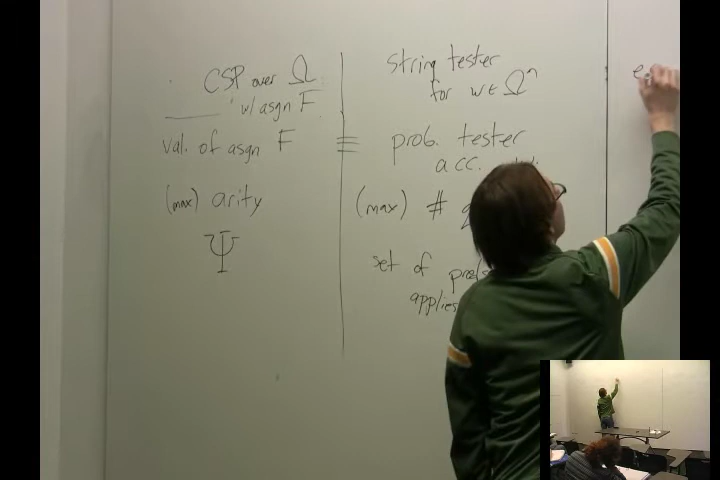 CSP over Ω
w/ asgn F
val. of asgn F
(max) arity
Ψ
string tester
for w ∈ Ωⁿ
≡
prob. tester
acc.
(max) #
set of
applies